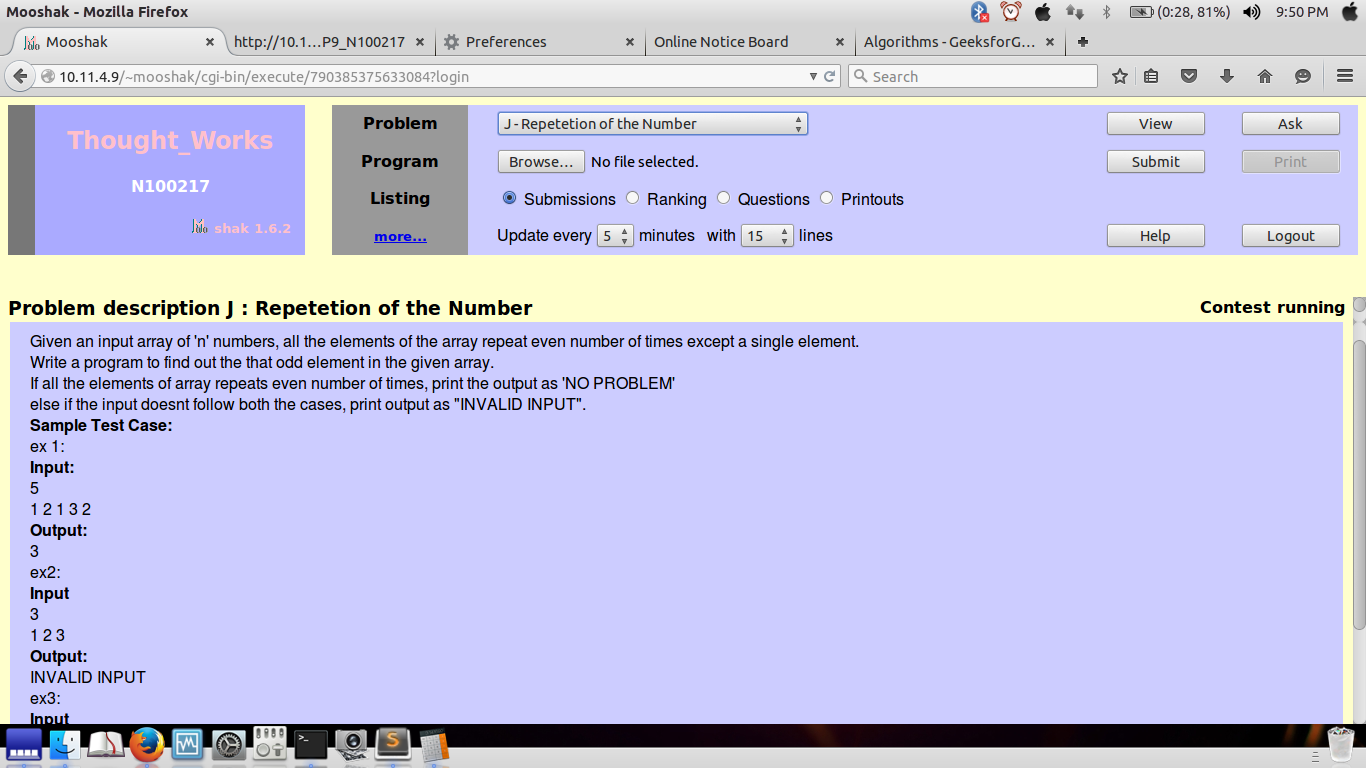 Mooshak - Mozilla Firefox
(0:28, 81%) 9:50 PM
Mooshak × http://10.1...P9_N100217 × Preferences × Online Notice Board × Algorithms - GeeksforG... ×
10.11.4.9/~mooshak/cgi-bin/execute/790385375633084?login Search
Thought_Works
N100217
shak 1.6.2
Problem J - Repetetion of the Number View Ask
Program Browse... No file selected. Submit Print
Listing Submissions Ranking Questions Printouts
more... Update every 5 minutes with 15 lines Help Logout
Problem description J : Repetetion of the Number Contest running
Given an input array of 'n' numbers, all the elements of the array repeat even number of times except a single element.
Write a program to find out the that odd element in the given array.
If all the elements of array repeats even number of times, print the output as 'NO PROBLEM'
else if the input doesnt follow both the cases, print output as "INVALID INPUT".
Sample Test Case:
ex 1:
Input:
5
1 2 1 3 2
Output:
3
ex2:
Input
3
1 2 3
Output:
INVALID INPUT
ex3:
Input